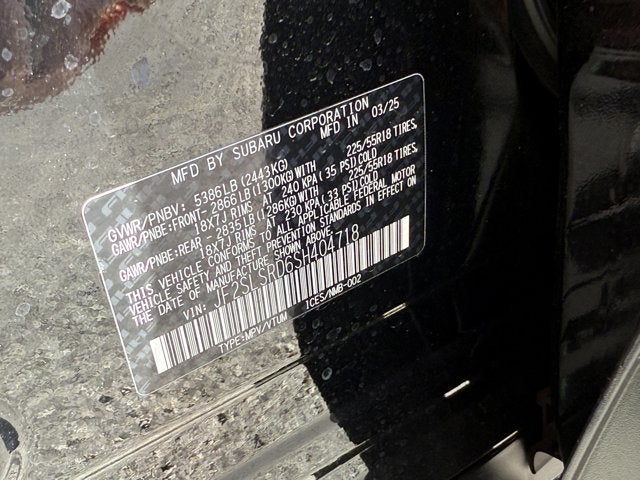 MFD BY SUBARU CORPORATION
MFD IN 03/25
GVWR/PNBV: 5386LB(2443KG)
GAWR/PNBE:FRONT- 2866LB(1300KG)WITH 225/55R18 TIRES,
18X7J RIMS AT 240 KPA(35 PSI)COLD
GAWR/PNBE:REAR - 2835LB(1286KG)WITH 225/55R18 TIRES,
18X7J RIMS AT 230 KPA(33 PSI)COLD
THIS VEHICLE CONFORMS TO ALL APPLICABLE FEDERAL MOTOR
VEHICLE SAFETY AND THEFT PREVENTION STANDARDS IN EFFECT ON
THE DATE OF MANUFACTURE SHOWN ABOVE.
VIN: JF2SLSRD6SH404718
TYPE:MPV/VTUM ICES/NMB-002